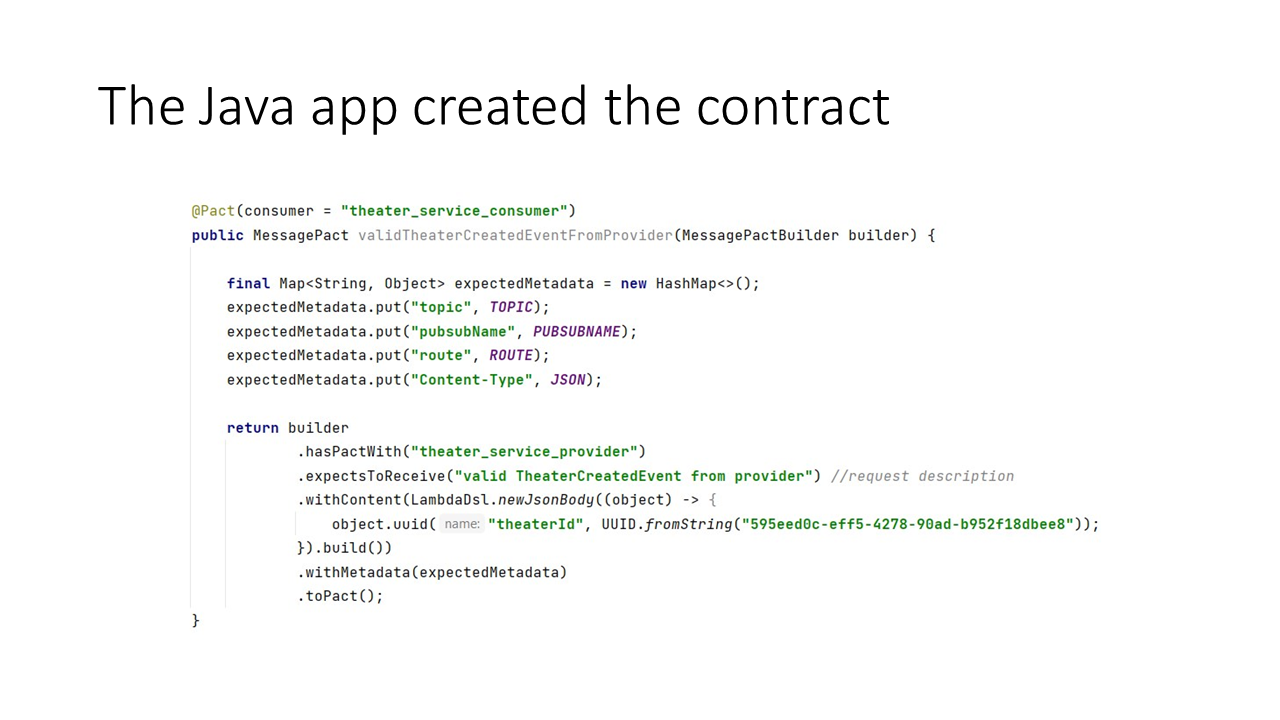 The Java app created the contract
@Pact(consumer = "theater_service_consumer")
public MessagePact validTheaterCreatedEventFromProvider(MessagePactBuilder builder) {
final Map<String, Object> expectedMetadata = new HashMap<>();
expectedMetadata.put("topic", TOPIC);
expectedMetadata.put("pubsubName", PUBSUBNAME);
expectedMetadata.put("route", ROUTE);
expectedMetadata.put("Content-Type", JSON);
return builder
.hasPactWith("theater_service_provider")
.expectsToReceive("valid TheaterCreatedEvent from provider") //request description
.withContent(LambdaDsl.newJsonBody((object) -> {
object.uuid( name: "theaterId", UUID.fromString("595eed0c-eff5-4278-90ad-b952f18dbee8"));
}).build())
.withMetadata(expectedMetadata)
.toPact();
}